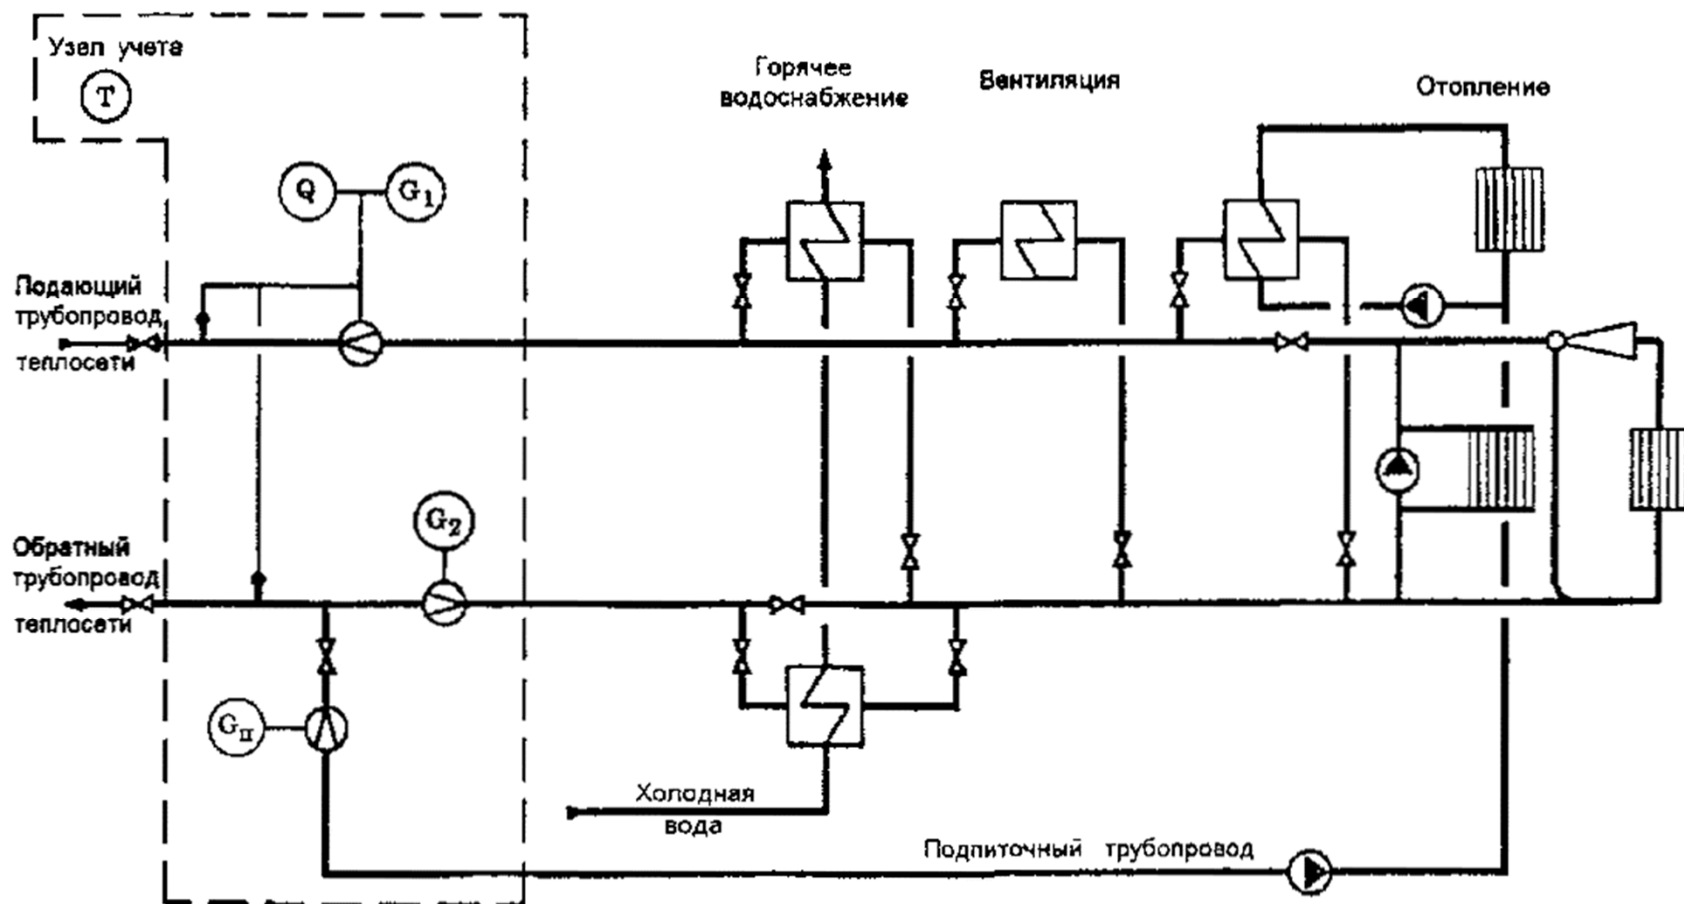 Узел учета
T
Горячее
водоснабжение
Вентиляция
Отопление
Q
G1
Подающий
трубопровод
теплосети
G2
Обратный
трубопровод
теплосети
Gп
Холодная
вода
Подпиточный трубопровод